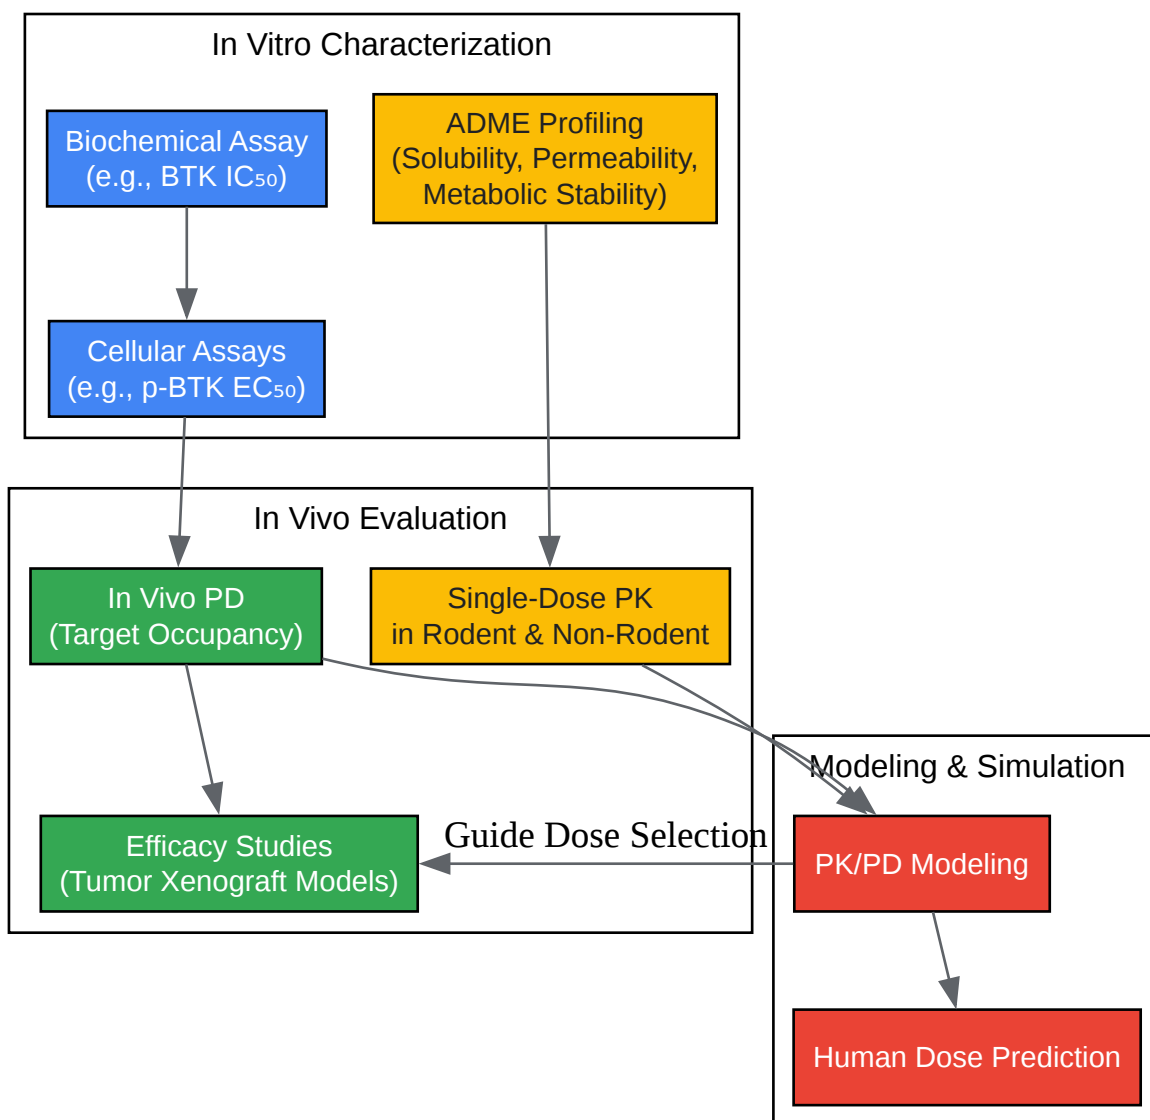 In Vitro Characterization
Biochemical Assay
(e.g., BTK IC₅₀)
ADME Profiling
(Solubility, Permeability,
Metabolic Stability)
Cellular Assays
(e.g., p-BTK EC₅₀)
In Vivo Evaluation
In Vivo PD
(Target Occupancy)
Single-Dose PK
in Rodent & Non-Rodent
Modeling & Simulation
Efficacy Studies
(Tumor Xenograft Models)
Guide Dose Selection
PK/PD Modeling
Human Dose Prediction